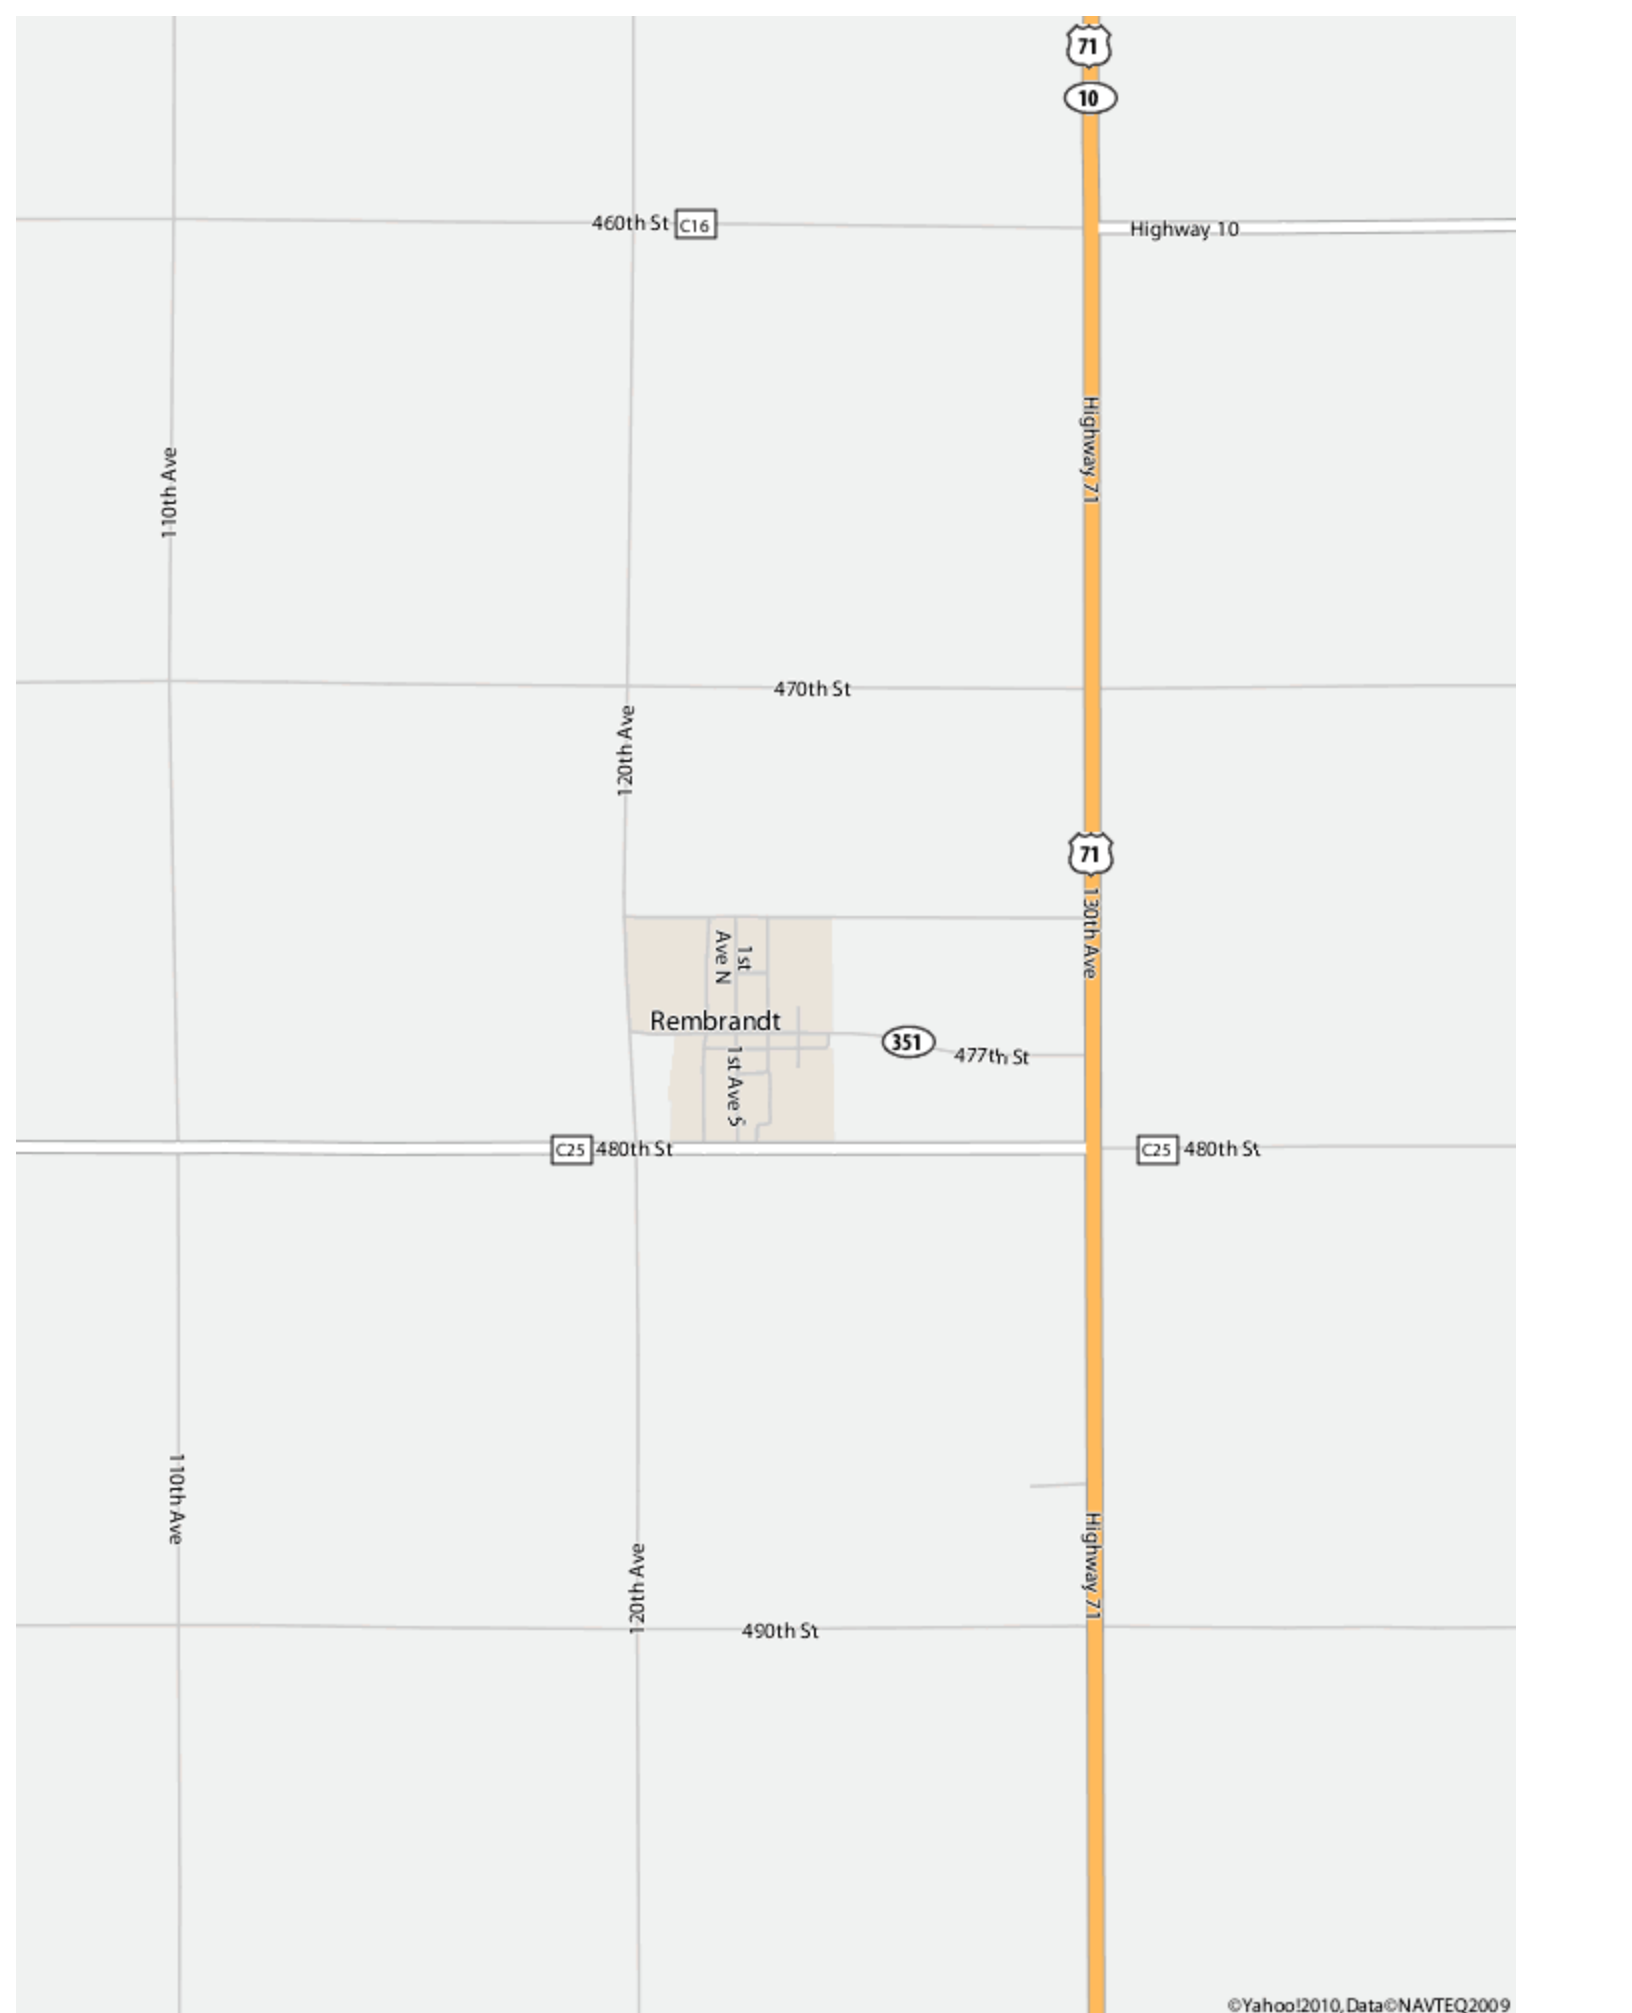 71
10
460th St
C16
Highway 10
Highway 71
110th Ave
470th St
120th Ave
71
130th Ave
1st
Ave N
Rembrandt
351
477th St
1st Ave S
C25
480th St
C25
480th St
110th Ave
Highway 71
120th Ave
490th St
©Yahoo!2010,Data©NAVTEQ2009